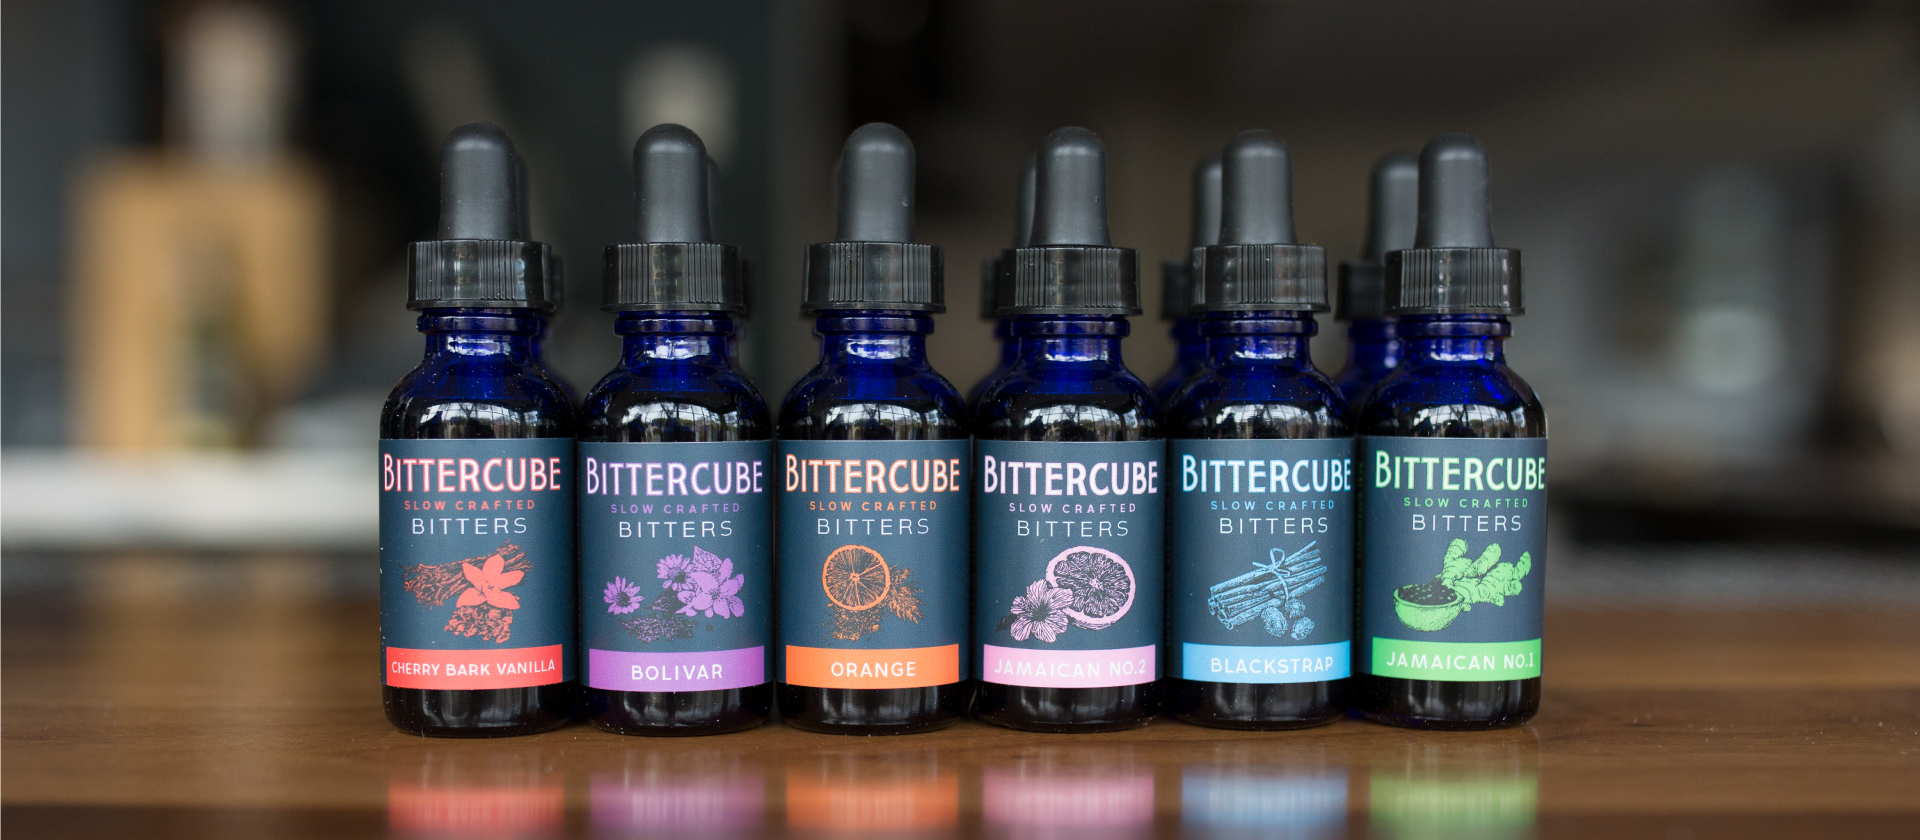 BITTERCUBE
SLOW CRAFTED
BITTERS
CHERRY BARK VANILLA
BITTERCUBE
SLOW CRAFTED
BITTERS
BOLIVAR
BITTERCUBE
SLOW CRAFTED
BITTERS
ORANGE
BITTERCUBE
SLOW CRAFTED
BITTERS
JAMAICAN NO.2
BITTERCUBE
SLOW CRAFTED
BITTERS
BLACKSTRAP
BITTERCUBE
SLOW CRAFTED
BITTERS
JAMAICAN NO.1